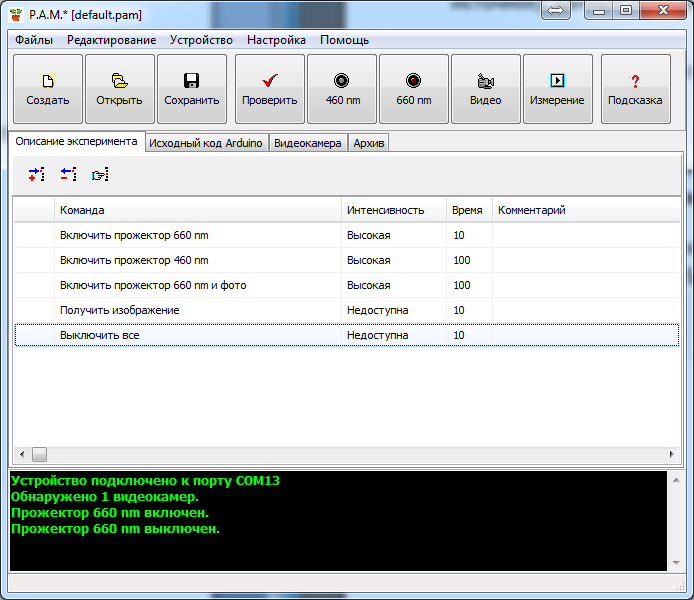 P.A.M.* [default.pam]
Файлы Редактирование Устройство Настройка Помощь
Создать Открыть Сохранить Проверить 460 nm 660 nm Видео Измерение Подсказка
Описание эксперимента Исходный код Arduino Видеокамера Архив
Команда Интенсивность Время Комментарий
Включить прожектор 660 nm Высокая 10
Включить прожектор 460 nm Высокая 100
Включить прожектор 660 nm и фото Высокая 100
Получить изображение Недоступна 10
Выключить все Недоступна 10
Устройство подключено к порту COM13
Обнаружено 1 видеокамер.
Прожектор 660 nm включен.
Прожектор 660 nm выключен.